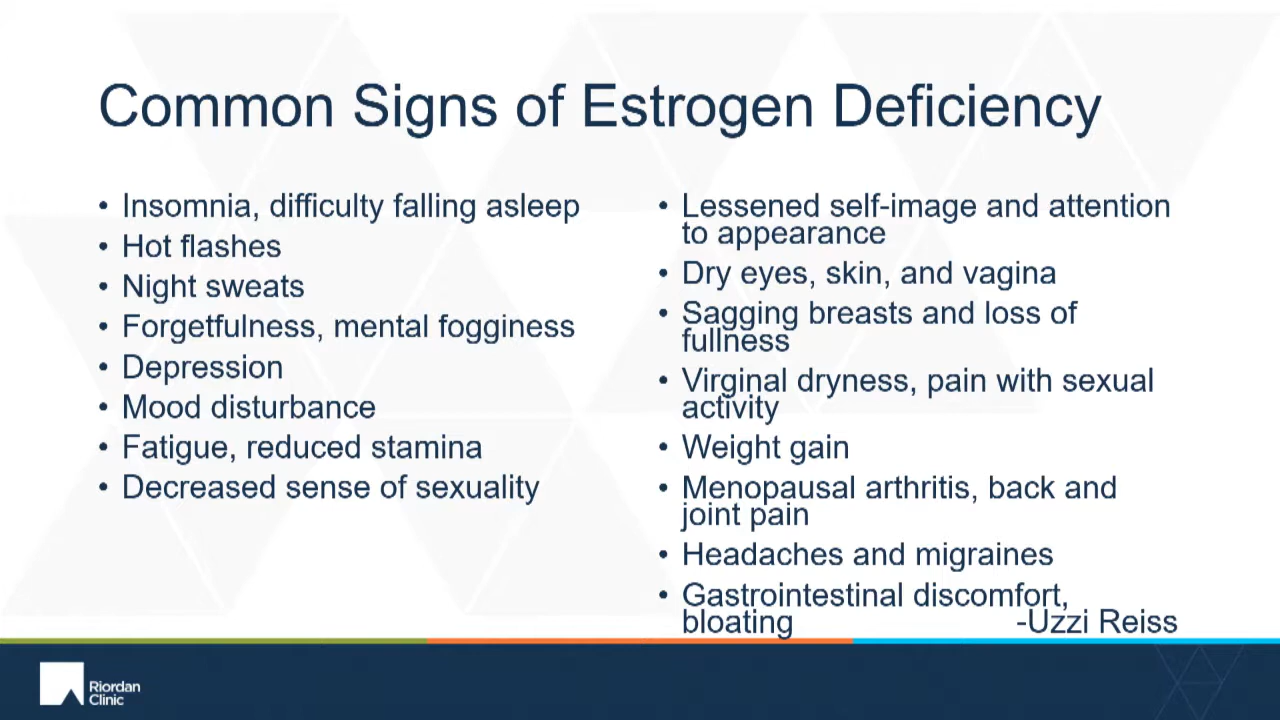 Common Signs of Estrogen Deficiency
• Insomnia, difficulty falling asleep
• Hot flashes
• Night sweats
• Forgetfulness, mental fogginess
• Depression
• Mood disturbance
• Fatigue, reduced stamina
• Decreased sense of sexuality
• Lessened self-image and attention
to appearance
• Dry eyes, skin, and vagina
• Sagging breasts and loss of
fullness
• Virginal dryness, pain with sexual
activity
• Weight gain
• Menopausal arthritis, back and
joint pain
• Headaches and migraines
• Gastrointestinal discomfort,
bloating
-Uzzi Reiss
Riordan
Clinic